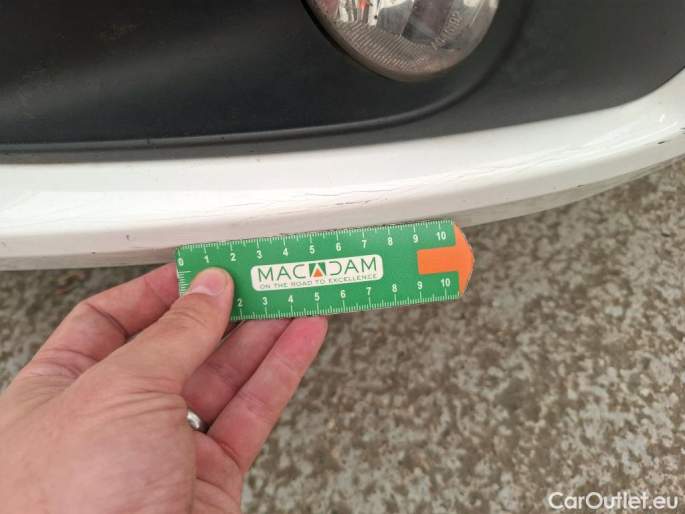 0 1 2 3 4 5 6 7 8 9 10
MACADAM
ON THE ROAD TO EXCELLENCE
2 3 4 5 6 7 8 9 10
CarOutlet.eu